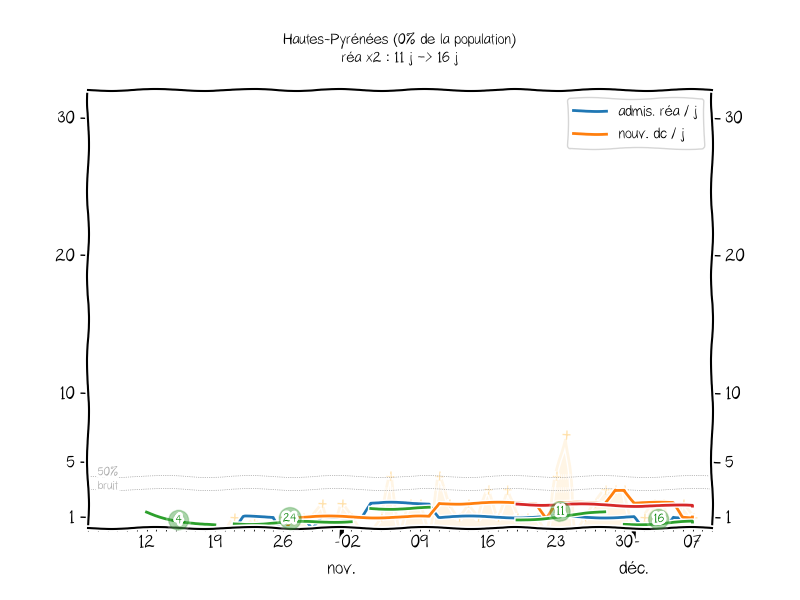 Hautes-Pyrénées (0% de la population)
réa x2 : 11 j -> 16 j
admis. réa / j
nouv. dc / j
30
30
20
20
10
10
5
5
50%
bruit
1
1
4
24
11
16
12 19 26 02 09 16 23 30 07
nov. déc.